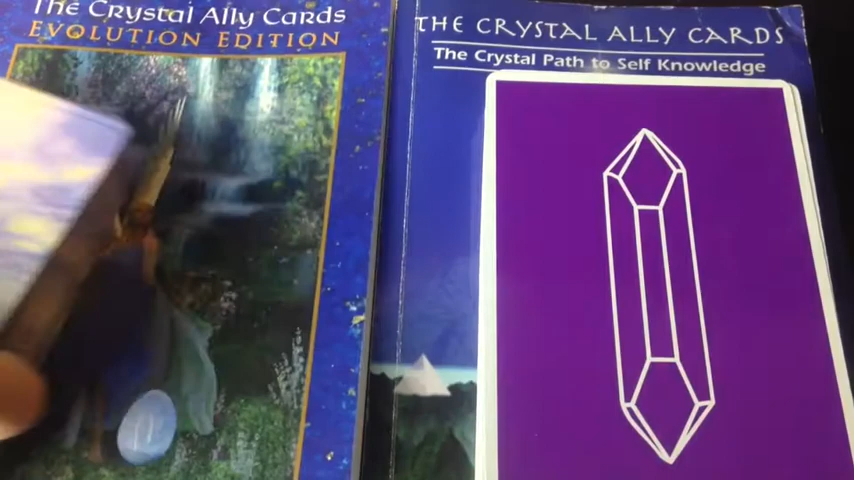 The Crystal Ally Cards
Evolution Edition
The Crystal Ally Cards
The Crystal Path to Self Knowledge